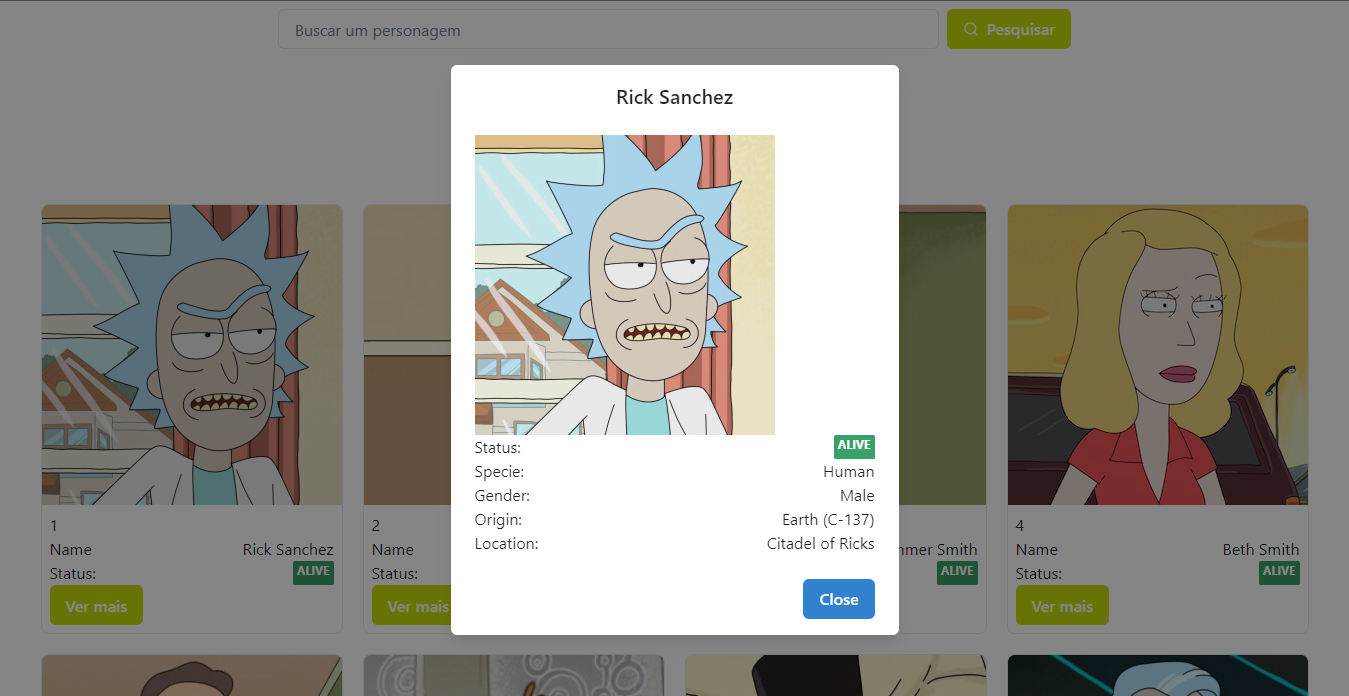 Buscar um personagem
Pesquisar
Rick Sanchez
Status: ALIVE
Specie: Human
Gender: Male
Origin: Earth (C-137)
Location: Citadel of Ricks
Close
1
Name Rick Sanchez
Status: ALIVE
Ver mais
2
Name
Status:
Ver mais
mmer Smith
ALIVE
4
Name Beth Smith
Status: ALIVE
Ver mais